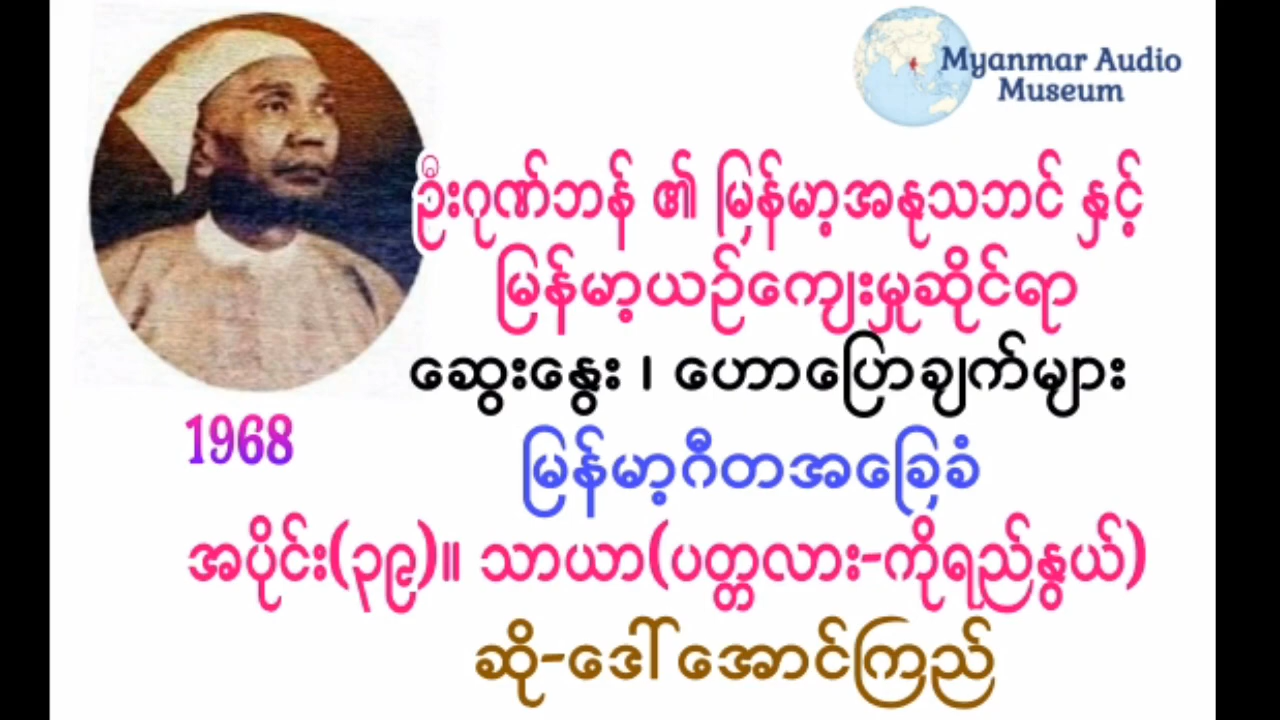 Myanmar Audio
Museum
ဦးဂုဏ်ဘန် ၏ မြန်မာ့အနုသဘင် နှင့်
မြန်မာ့ယဉ်ကျေးမှုဆိုင်ရာ
ဆွေးနွေး ၊ ဟောပြောချက်များ
1968
မြန်မာ့ဂီတအခြေခံ
အပိုင်း(၃၉)။ သာယာ(ပတ္တလား-ကိုရည်နွယ်)
ဆို-ဒေါ် အောင်ကြည်